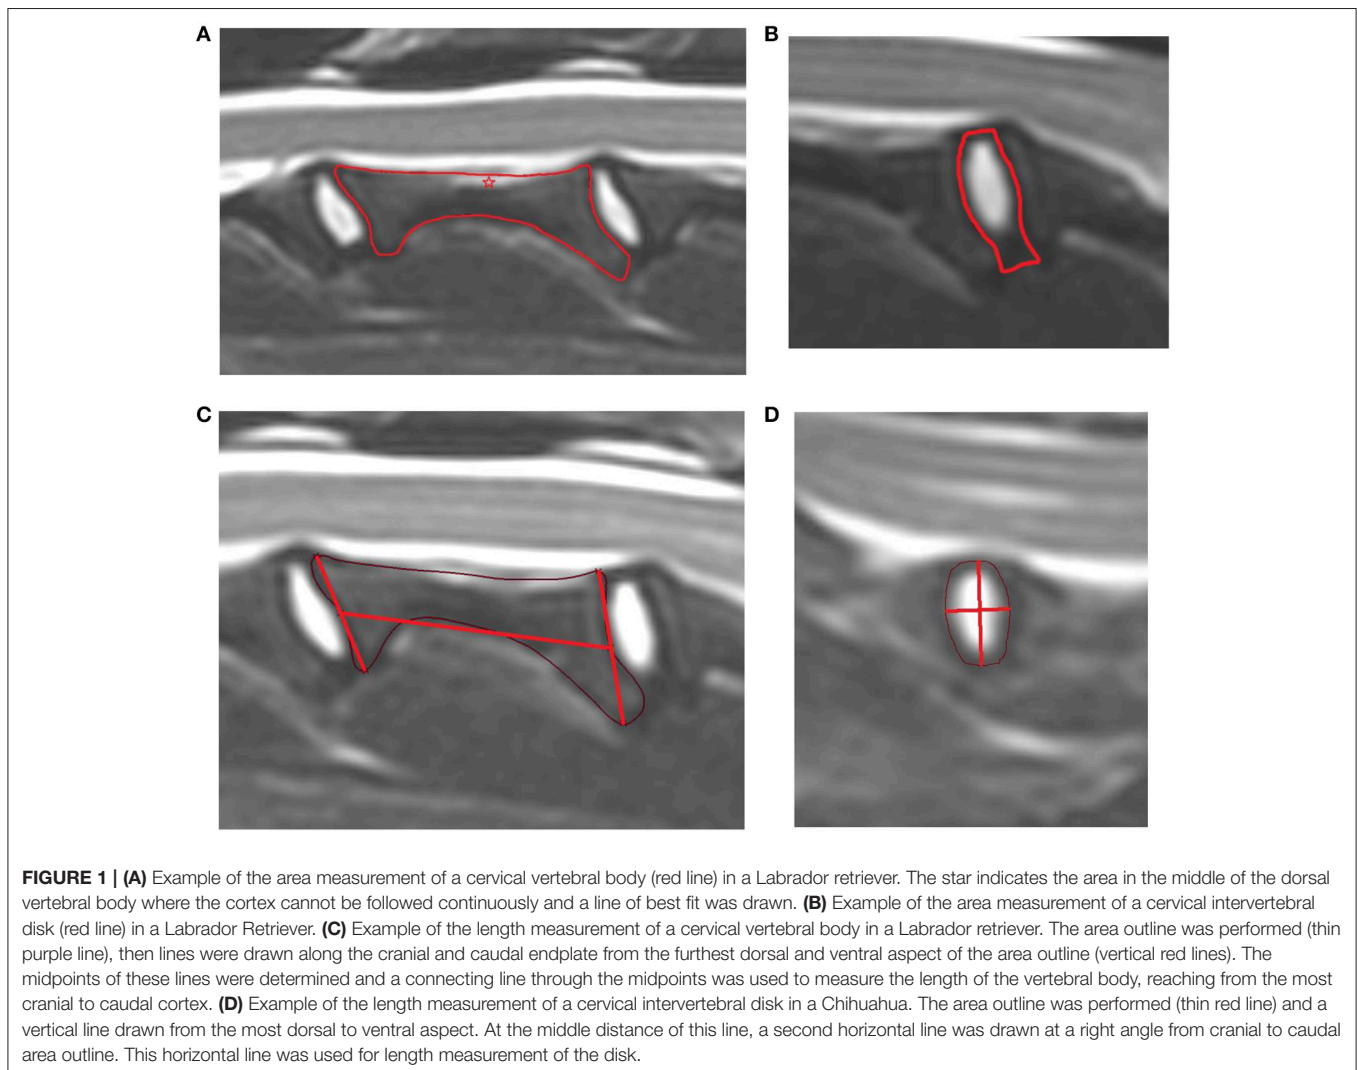 A
B
C
D
FIGURE 1 | (A) Example of the area measurement of a cervical vertebral body (red line) in a Labrador retriever. The star indicates the area in the middle of the dorsal
vertebral body where the cortex cannot be followed continuously and a line of best fit was drawn. (B) Example of the area measurement of a cervical intervertebral
disk (red line) in a Labrador Retriever. (C) Example of the length measurement of a cervical vertebral body in a Labrador retriever. The area outline was performed (thin
purple line), then lines were drawn along the cranial and caudal endplate from the furthest dorsal and ventral aspect of the area outline (vertical red lines). The
midpoints of these lines were determined and a connecting line through the midpoints was used to measure the length of the vertebral body, reaching from the most
cranial to caudal cortex. (D) Example of the length measurement of a cervical intervertebral disk in a Chihuahua. The area outline was performed (thin red line) and a
vertical line drawn from the most dorsal to ventral aspect. At the middle distance of this line, a second horizontal line was drawn at a right angle from cranial to caudal
area outline. This horizontal line was used for length measurement of the disk.